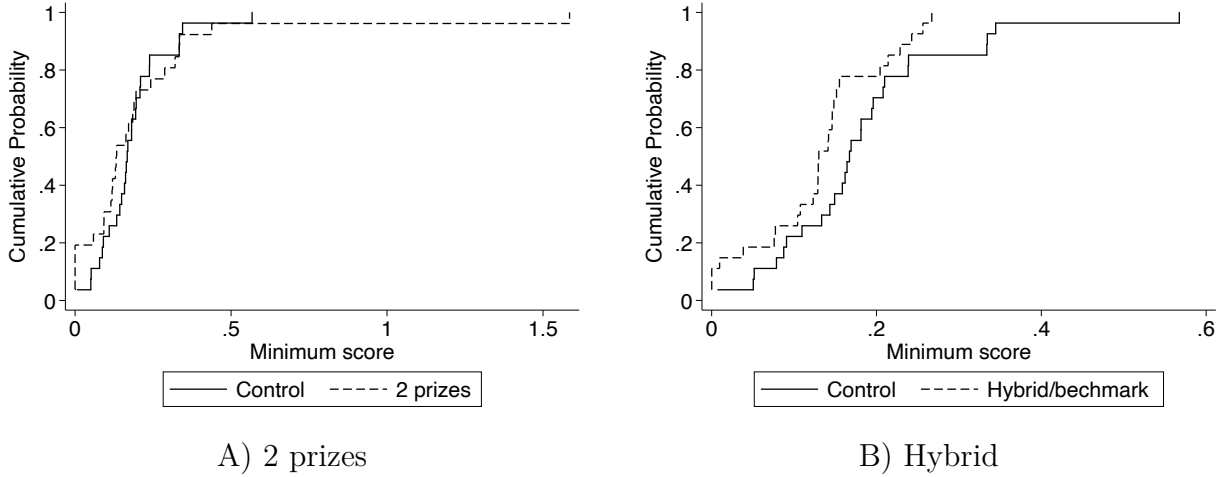 Cumulative Probability
1
.8
.6
.4
.2
0
0 .5 1 1.5
Minimum score
Control 2 prizes
A) 2 prizes
Cumulative Probability
1
.8
.6
.4
.2
0
0 .2 .4 .6
Minimum score
Control Hybrid/bechmark
B) Hybrid